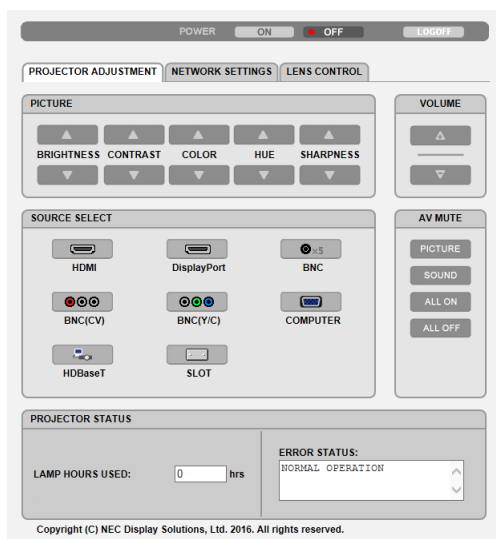 POWER ON OFF LOGOFF
PROJECTOR ADJUSTMENT NETWORK SETTINGS LENS CONTROL
PICTURE
BRIGHTNESS CONTRAST COLOR HUE SHARPNESS
VOLUME
SOURCE SELECT
HDMI DisplayPort ×5 BNC
BNC(CV) BNC(Y/C) COMPUTER
HDBaseT SLOT
AV MUTE
PICTURE
SOUND
ALL ON
ALL OFF
PROJECTOR STATUS
LAMP HOURS USED: 0 hrs
ERROR STATUS:
NORMAL OPERATION
Copyright (C) NEC Display Solutions, Ltd. 2016. All rights reserved.